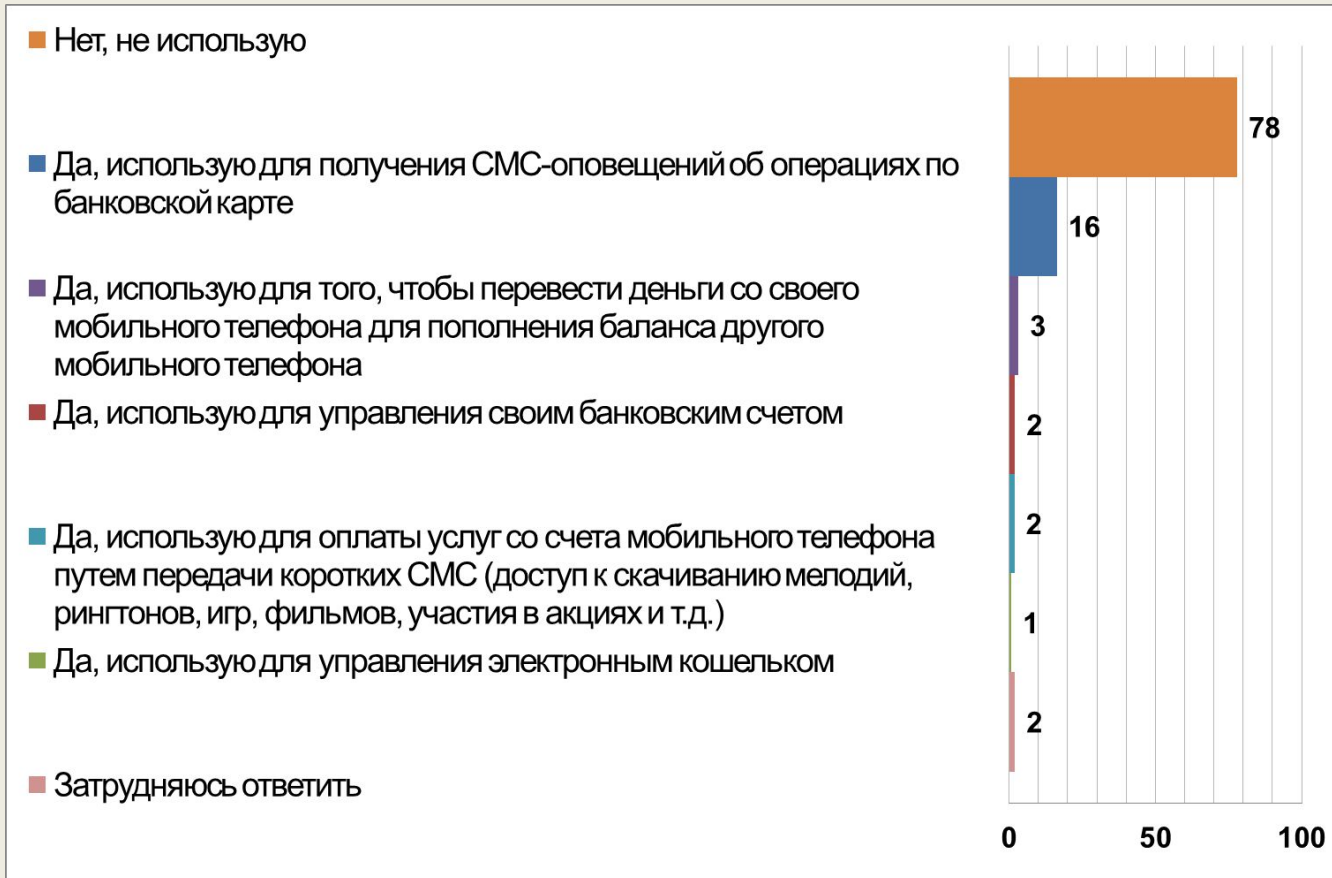 Нет, не использую
78
Да, использую для получения СМС-оповещений об операциях по
банковской карте
16
Да, использую для того, чтобы перевести деньги со своего
мобильного телефона для пополнения баланса другого
мобильного телефона
3
Да, использую для управления своим банковским счетом
2
Да, использую для оплаты услуг со счета мобильного телефона
путем передачи коротких СМС (доступ к скачиванию мелодий,
рингтонов, игр, фильмов, участия в акциях и т.д.)
2
Да, использую для управления электронным кошельком
1
Затрудняюсь ответить
2
0 50 100